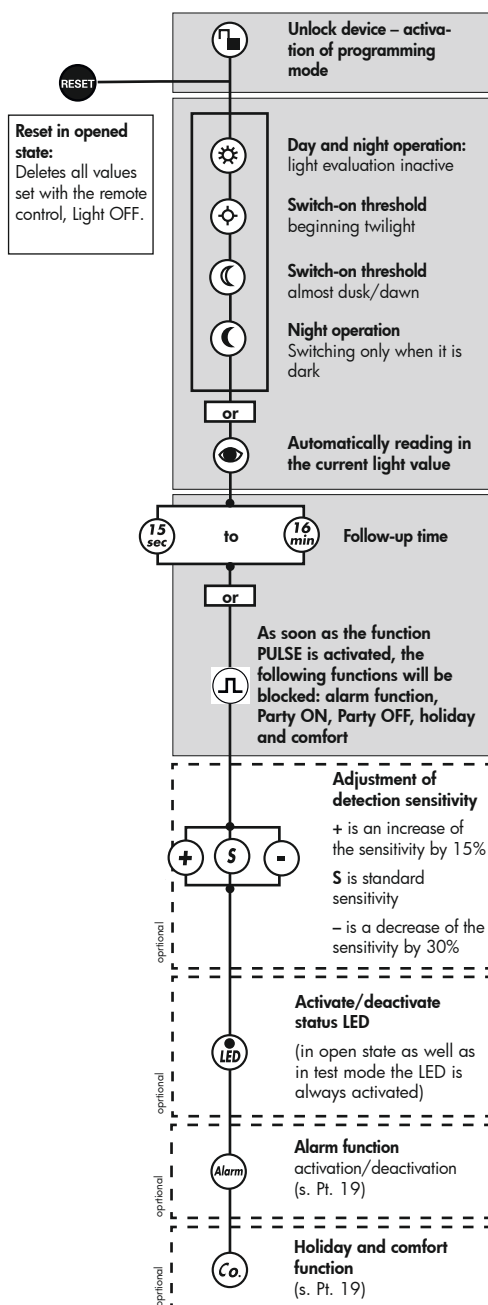 Unlock device – activa-
tion of programming
mode
RESET
Reset in opened
state:
Deletes all values
set with the remote
control, Light OFF.
Day and night operation:
light evaluation inactive
Switch-on threshold
beginning twilight
Switch-on threshold
almost dusk/dawn
Night operation
Switching only when it is
dark
or
Automatically reading in
the current light value
15
sec
to
16
min
Follow-up time
or
As soon as the function
PULSE is activated, the
following functions will be
blocked: alarm function,
Party ON, Party OFF, holiday
and comfort
Adjustment of
detection sensitivity
+ is an increase of
the sensitivity by 15%
S is standard
sensitivity
– is a decrease of the
sensitivity by 30%
+
S
-
optional
Activate/deactivate
status LED
(in open state as well as
in test mode the LED is
always activated)
LED
optional
Alarm function
activation/deactivation
(s. Pt. 19)
Alarm
optional
Holiday and comfort
function
(s. Pt. 19)
Co.
optional